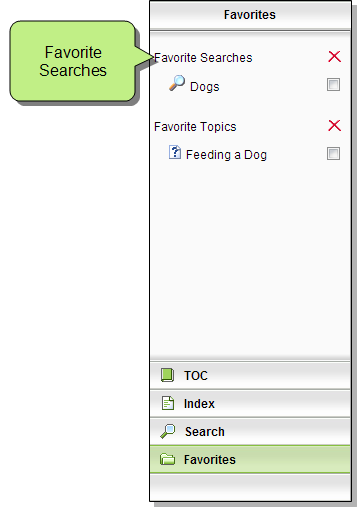 Favorites
Favorite
Searches
Favorite Searches
Dogs
Favorite Topics
Feeding a Dog
TOC
Index
Search
Favorites